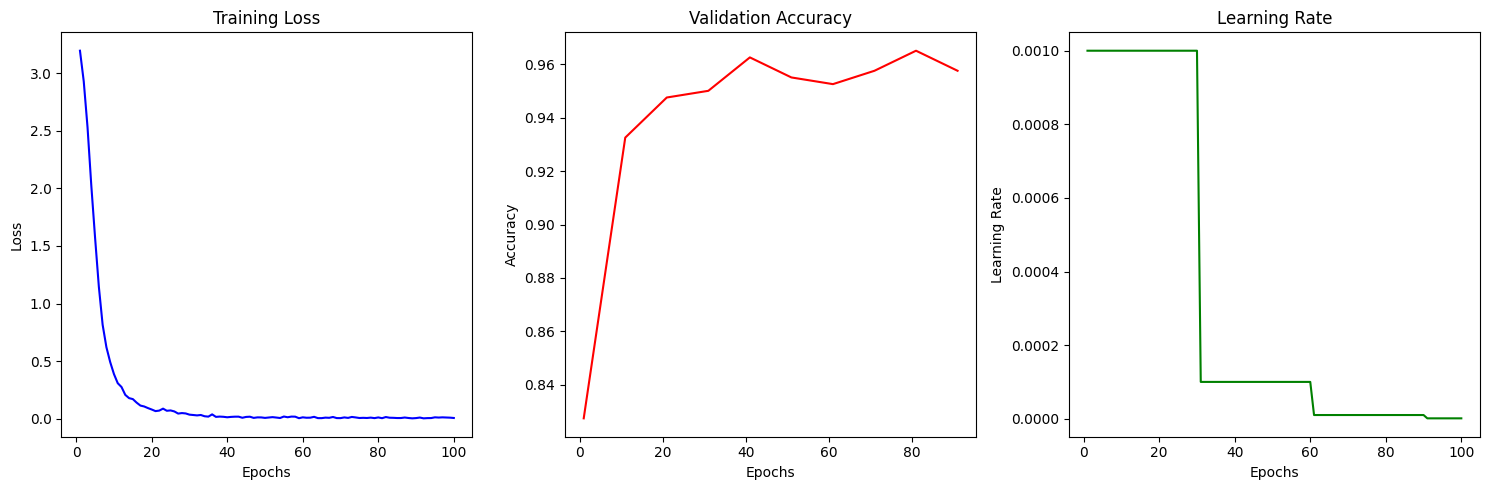 Training Loss
Validation Accuracy
Learning Rate
Loss
3.0
2.5
2.0
1.5
1.0
0.5
0.0
0 20 40 60 80 100
Epochs
Accuracy
0.96
0.94
0.92
0.90
0.88
0.86
0.84
0 20 40 60 80
Epochs
Learning Rate
0.0010
0.0008
0.0006
0.0004
0.0002
0.0000
0 20 40 60 80 100
Epochs